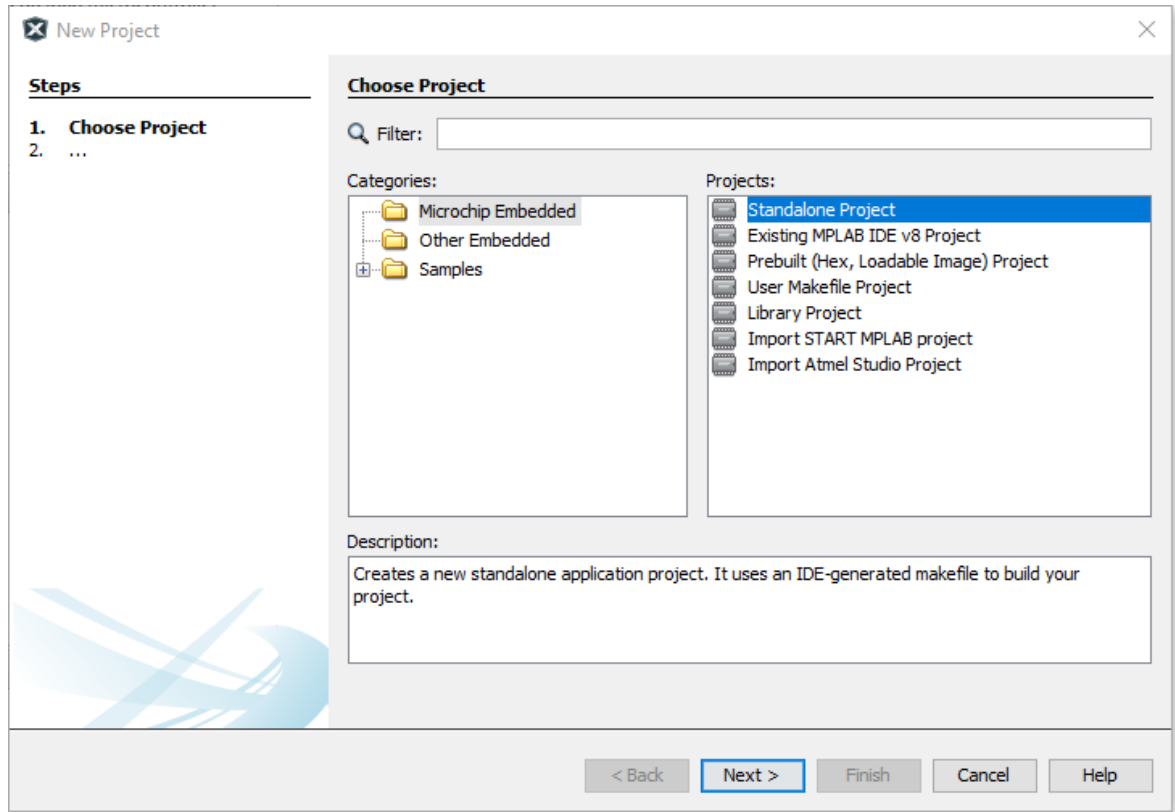 New Project
Steps
1. Choose Project
2. ...
Choose Project
Filter:
Categories:
Microchip Embedded
Other Embedded
Samples
Projects:
Standalone Project
Existing MPLAB IDE v8 Project
Prebuilt (Hex, Loadable Image) Project
User Makefile Project
Library Project
Import START MPLAB project
Import Atmel Studio Project
Description:
Creates a new standalone application project. It uses an IDE-generated makefile to build your
project.
< Back
Next >
Finish
Cancel
Help